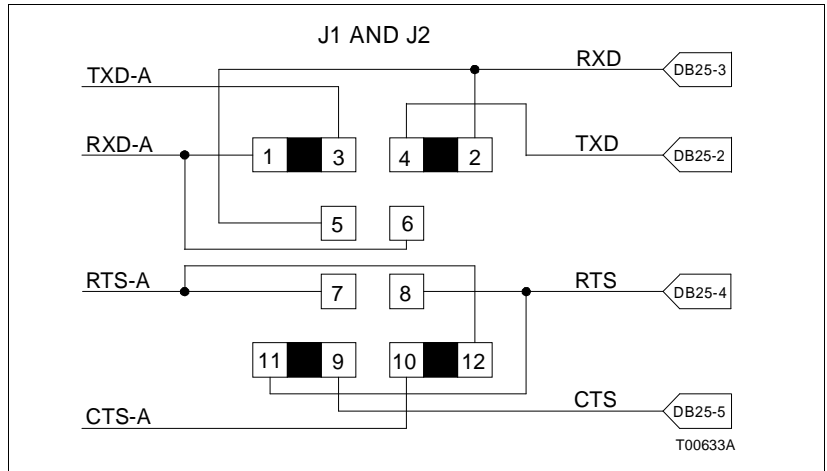 J1 AND J2
TXD-A
RXD
DB25-3
RXD-A
1 3 4 2
TXD
DB25-2
5 6
RTS-A
7 8
RTS
DB25-4
11 9 10 12
CTS-A
CTS
DB25-5
T00633A